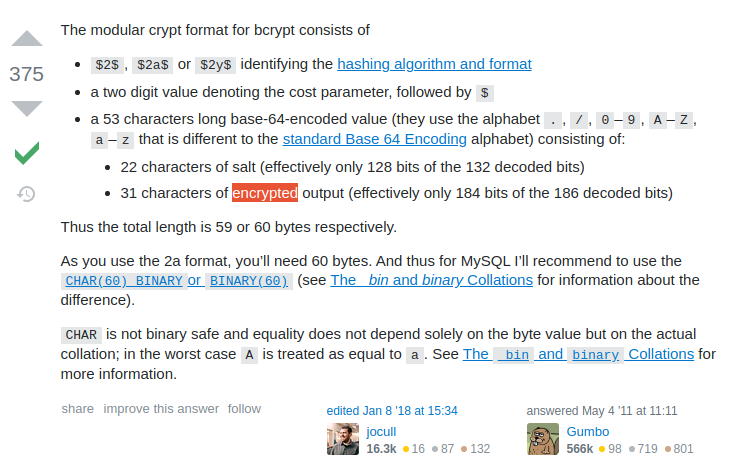 The modular crypt format for bcrypt consists of
375
$2$, $2a$ or $2y$ identifying the hashing algorithm and format
a two digit value denoting the cost parameter, followed by $
a 53 characters long base-64-encoded value (they use the alphabet ., /, 0–9, A–Z,
a–z that is different to the standard Base 64 Encoding alphabet) consisting of:
22 characters of salt (effectively only 128 bits of the 132 decoded bits)
31 characters of encrypted output (effectively only 184 bits of the 186 decoded bits)
Thus the total length is 59 or 60 bytes respectively.
As you use the 2a format, you’ll need 60 bytes. And thus for MySQL I’ll recommend to use the
CHAR(60) BINARY or BINARY(60) (see The _bin and binary Collations for information about the
difference).
CHAR is not binary safe and equality does not depend solely on the byte value but on the actual
collation; in the worst case A is treated as equal to a. See The _bin and binary Collations for
more information.
share improve this answer follow
edited Jan 8 '18 at 15:34
jocull
16.3k 16 87 132
answered May 4 '11 at 11:11
Gumbo
566k 98 719 801